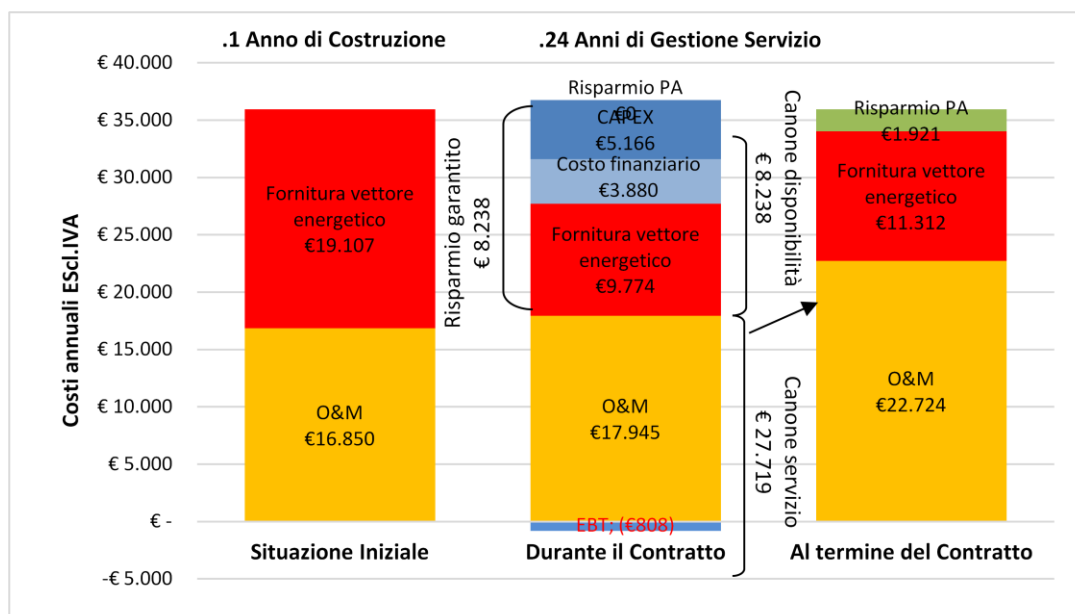 .1 Anno di Costruzione
.24 Anni di Gestione Servizio
Costi annuali EScl.IVA
€ 40.000
€ 35.000
€ 30.000
€ 25.000
€ 20.000
€ 15.000
€ 10.000
€ 5.000
€ -
-€ 5.000
Fornitura vettore
energetico
€19.107
O&M
€16.850
Situazione Iniziale
Risparmio garantito
€ 8.238
Risparmio PA
€0
CAPEX
€5.166
Costo finanziario
€3.880
Fornitura vettore
energetico
€9.774
O&M
€17.945
EBT; (€808)
Durante il Contratto
Canone disponibilità
€ 8.238
Canone servizio
€ 27.719
Risparmio PA
€1.921
Fornitura vettore
energetico
€11.312
O&M
€22.724
Al termine del Contratto